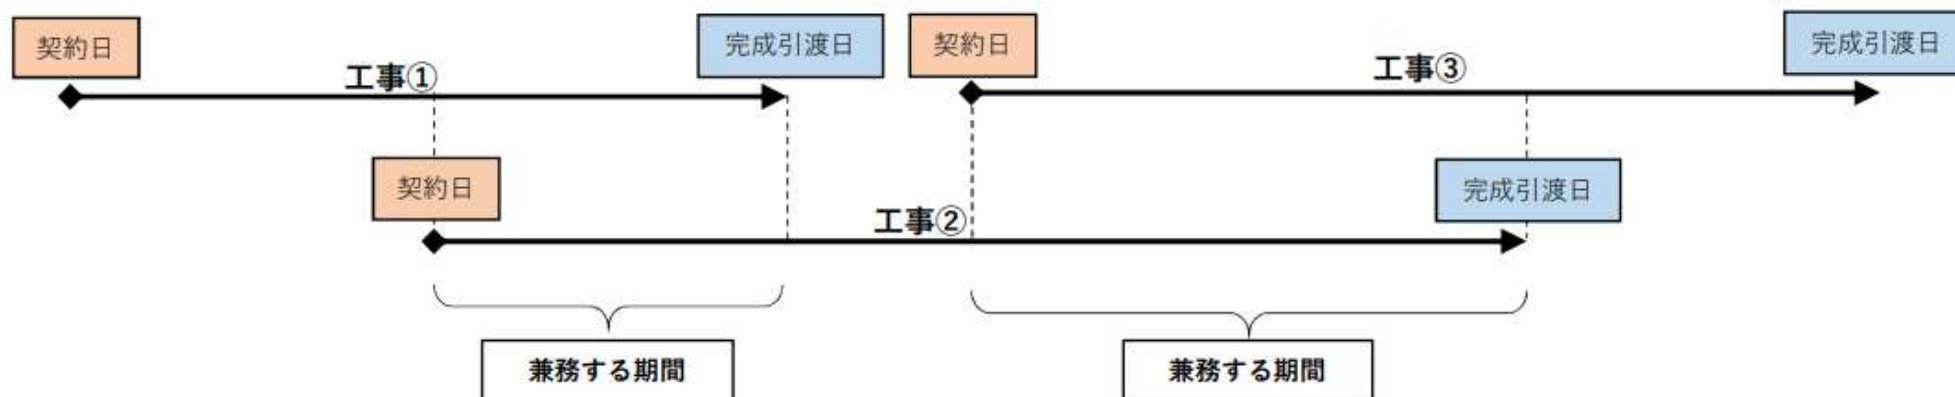 契約日
完成引渡日
契約日
完成引渡日
工事①
工事③
契約日
完成引渡日
工事②
兼務する期間
兼務する期間